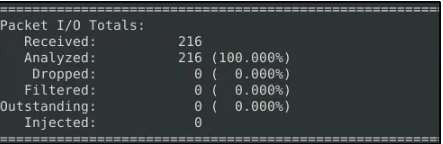 ===============================================================================
Packet I/O Totals:
   Received:          216
   Analyzed:          216 (100.000%)
    Dropped:            0 (  0.000%)
   Filtered:            0 (  0.000%)
Outstanding:            0 (  0.000%)
   Injected:            0
===============================================================================